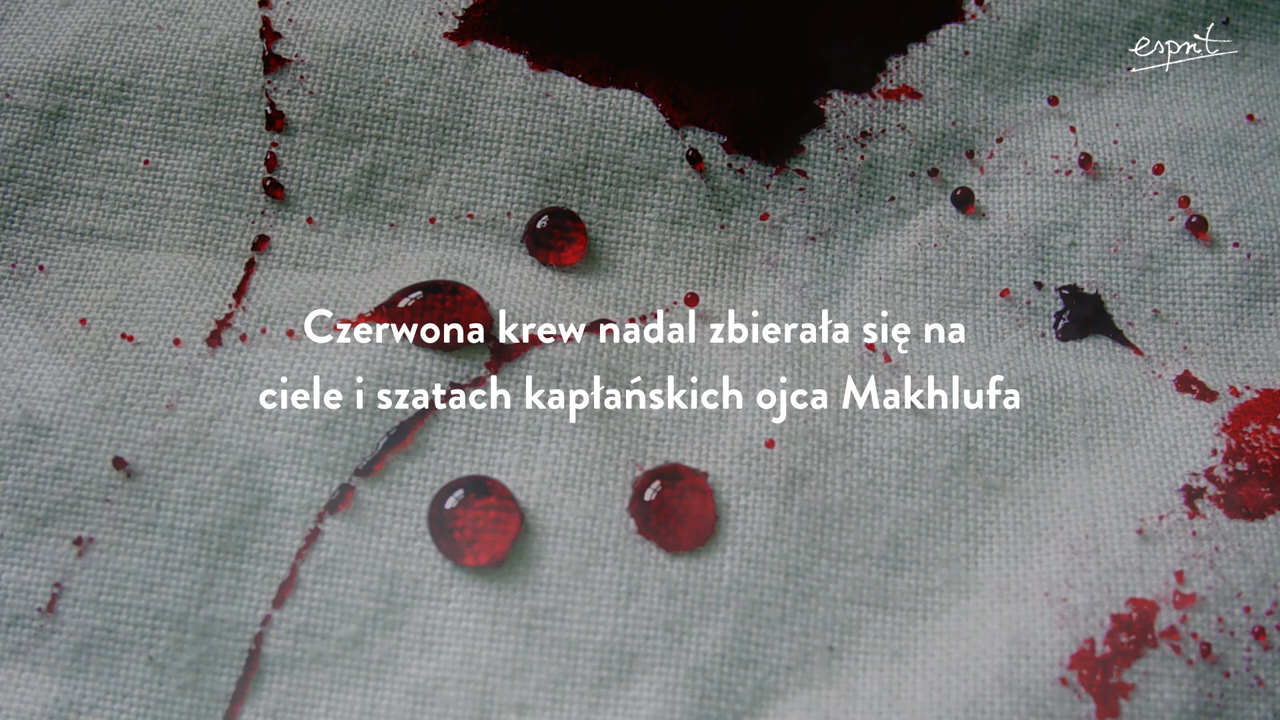 esprit
Czerwona krew nadal zbierała się na
ciele i szatach kapłańskich ojca Makhlufa